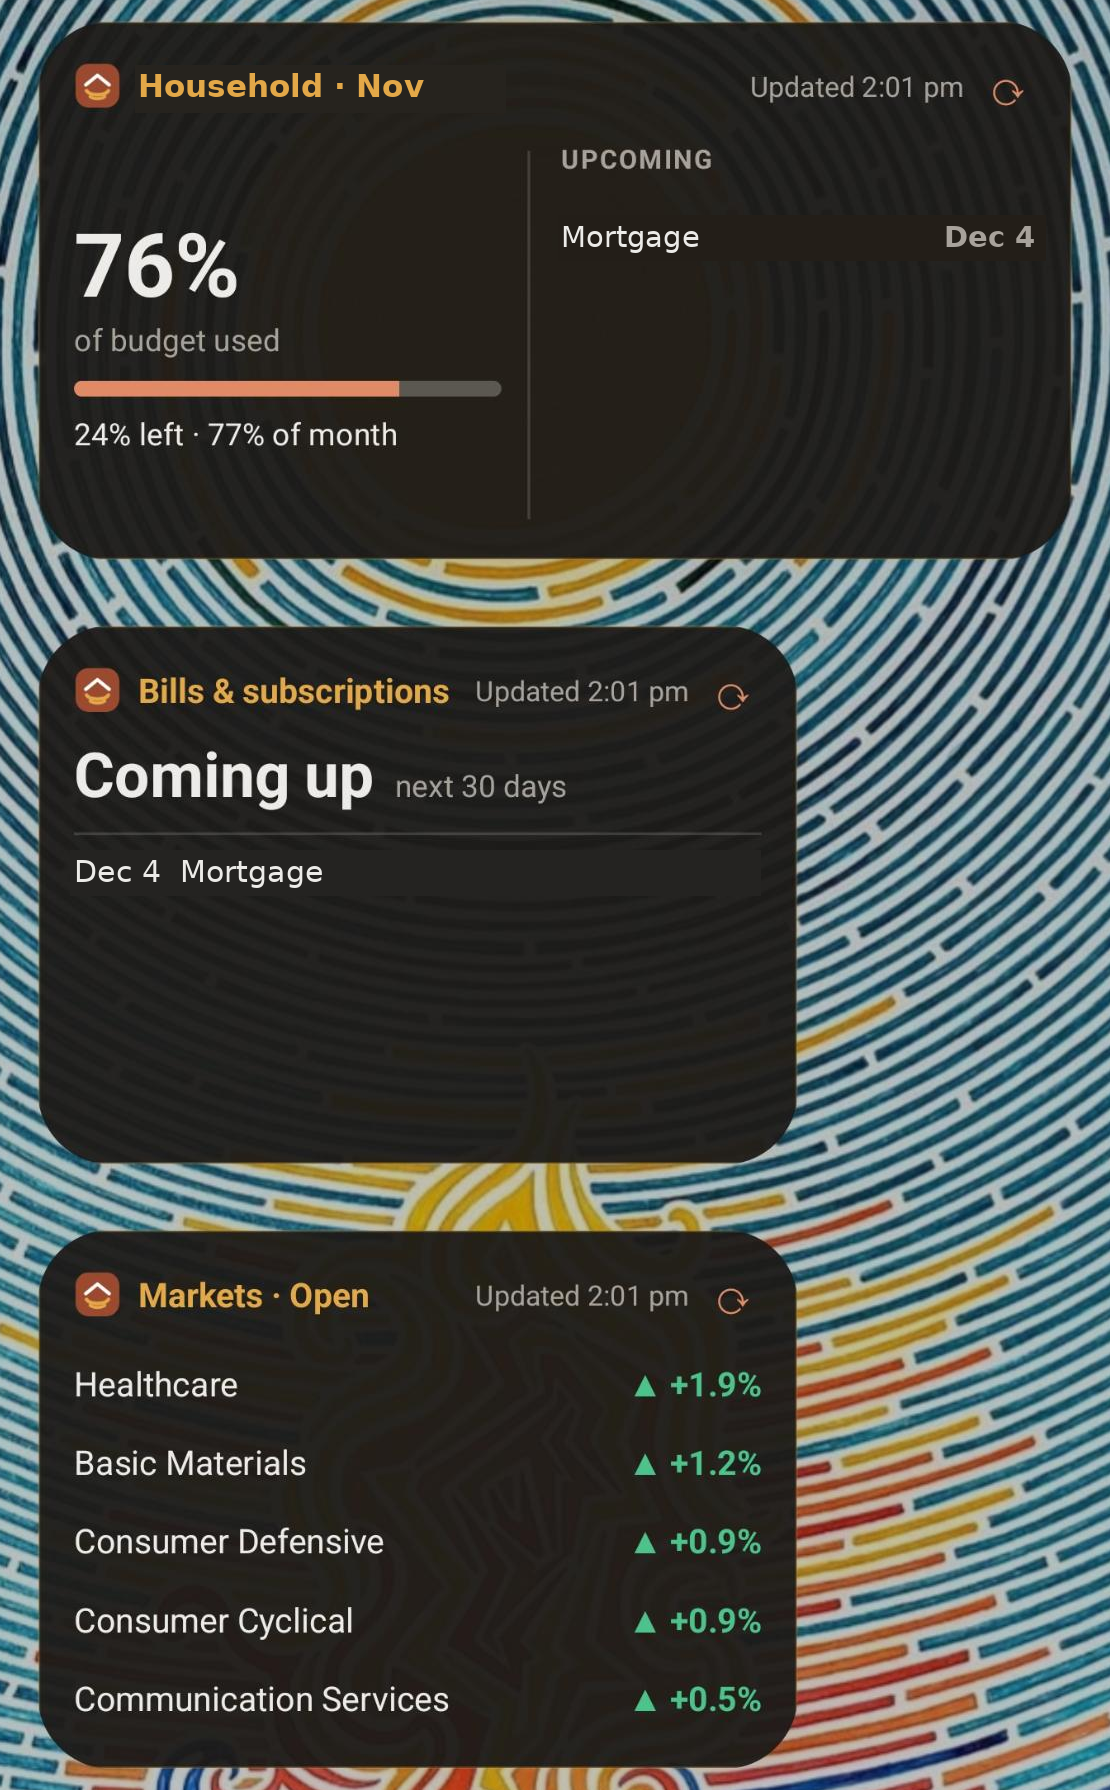 Household · Nov
Updated 2:01 pm
76%
of budget used
24% left · 77% of month
UPCOMING
Mortgage Dec 4
Bills & subscriptions
Updated 2:01 pm
Coming up next 30 days
Dec 4 Mortgage
Markets · Open
Updated 2:01 pm
Healthcare ▲ +1.9%
Basic Materials ▲ +1.2%
Consumer Defensive ▲ +0.9%
Consumer Cyclical ▲ +0.9%
Communication Services ▲ +0.5%